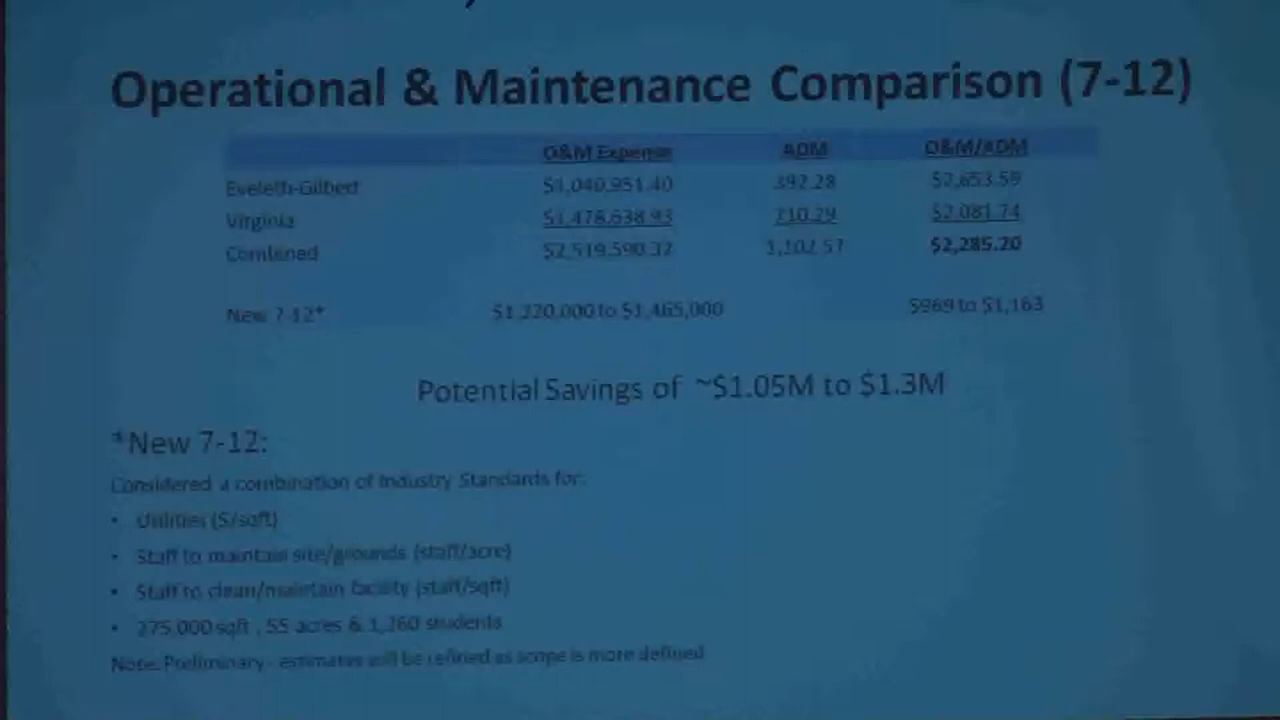 Operational & Maintenance Comparison (7-12)
O&M Expense ADM O&M/ADM
Eveleth-Gilbert $1,040,951.40 392.28 $2,653.59
Virginia $1,478,638.93 710.29 $2,081.74
Combined $2,519,590.32 1,102.57 $2,285.20
New 7-12* $1,220,000 to $1,465,000 $969 to $1,163
Potential Savings of ~$1.05M to $1.3M
*New 7-12:
Considered a combination of Industry Standards for:
• Utilities ($/sqft)
• Staff to maintain site/grounds (staff/acre)
• Staff to clean/maintain facility (staff/sqft)
• 275,000 sqft , 55 acres & 1,260 students
Note: Preliminary - estimates will be refined as scope is more defined